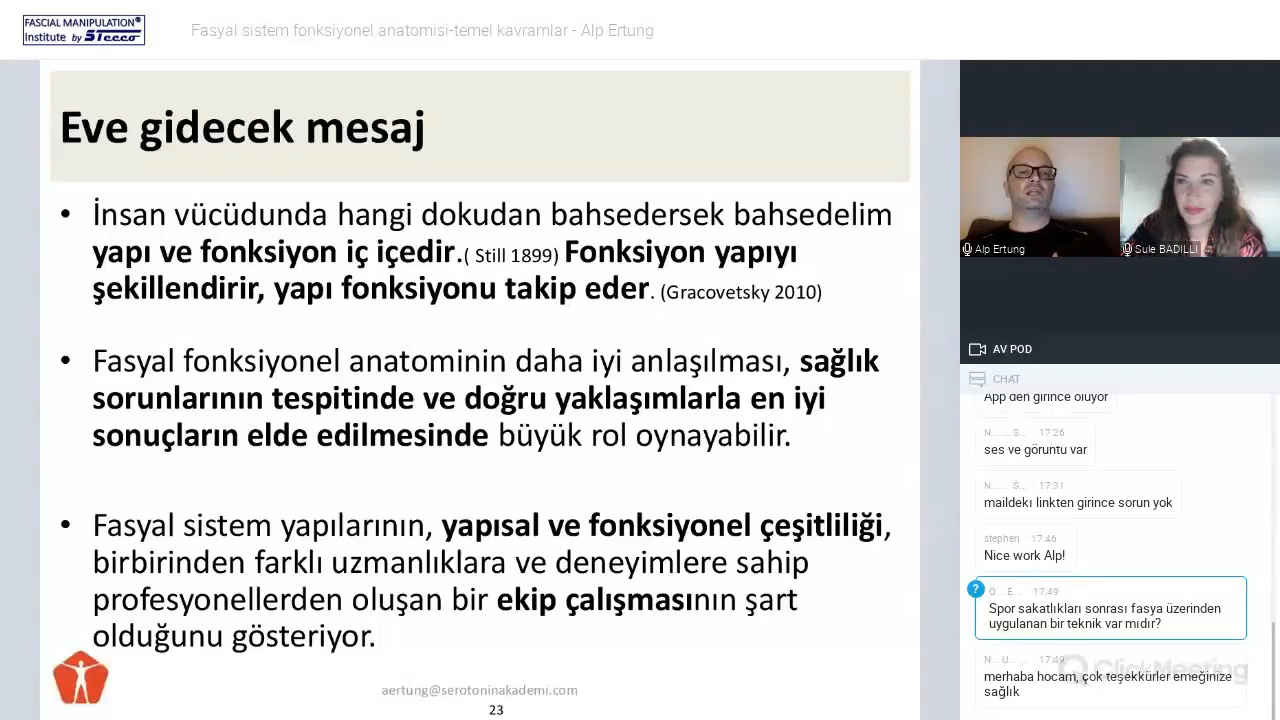 FASCIAL MANIPULATION®
Institute by Stecco
Fasyal sistem fonksiyonel anatomisi-temel kavramlar - Alp Ertung
Eve gidecek mesaj
• İnsan vücüdunda hangi dokudan bahsedersek bahsedelim
yapı ve fonksiyon iç içedir.( Still 1899) Fonksiyon yapıyı
şekillendirir, yapı fonksiyonu takip eder. (Gracovetsky 2010)
• Fasyal fonksiyonel anatominin daha iyi anlaşılması, sağlık
sorunlarının tespitinde ve doğru yaklaşımlarla en iyi
sonuçların elde edilmesinde büyük rol oynayabilir.
• Fasyal sistem yapılarının, yapısal ve fonksiyonel çeşitliliği,
birbirinden farklı uzmanlıklara ve deneyimlere sahip
profesyonellerden oluşan bir ekip çalışmasının şart
olduğunu gösteriyor.
aertung@serotoninakademi.com
23
Alp Ertung
Sule BADILLI
AV POD
CHAT
App den girince oluyor
N... ... S... 17:26
ses ve göruntu var
N... .. S... 17:31
maildekı linkten girince sorun yok
stephen 17:46
Nice work Alp!
?
O... E... 17:49
Spor sakatlıkları sonrası fasya üzerinden
uygulanan bir teknik var mıdır?
N... U... ... 17:49
ClickMeeting
merhaba hocam, çok teşekkürler emeğinize
sağlık